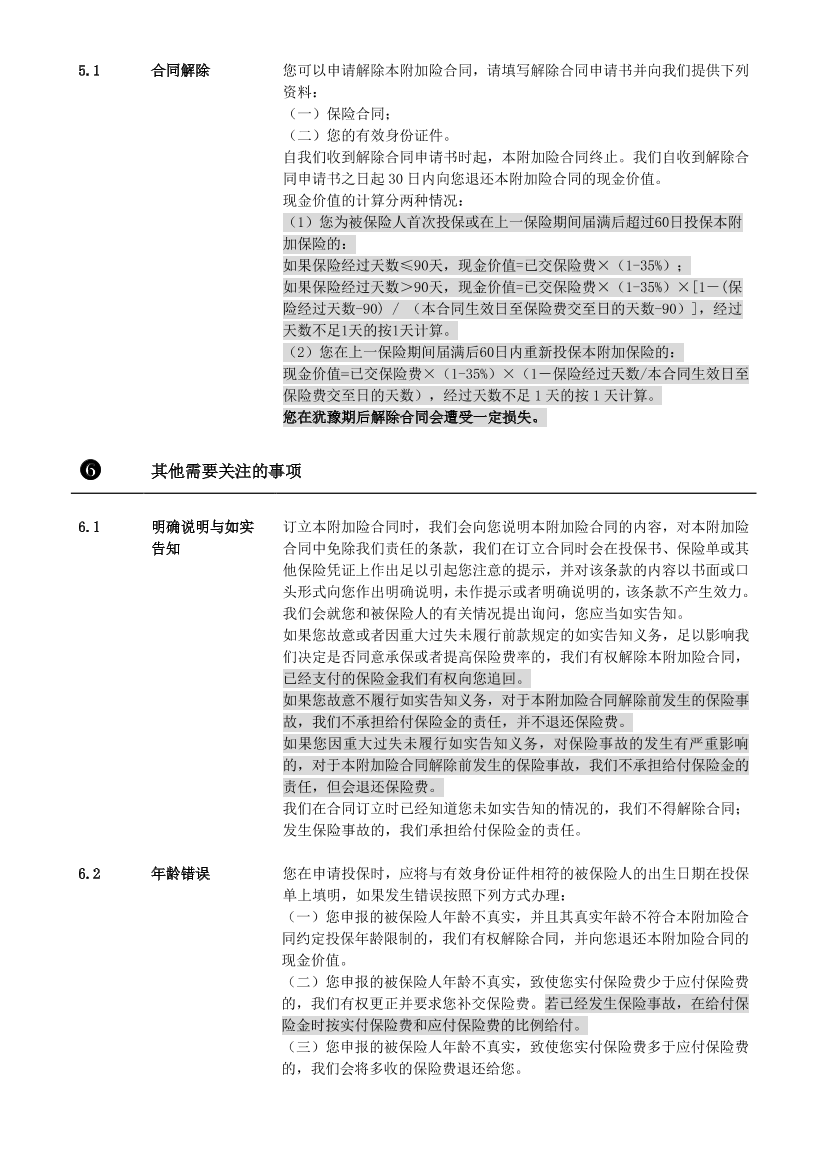 5.1 合同解除 您可以申请解除本附加险合同，请填写解除合同申请书并向我们提供下列
资料：
（一）保险合同；
（二）您的有效身份证件。
自我们收到解除合同申请书时起，本附加险合同终止。我们自收到解除合
同申请书之日起 30 日内向您退还本附加险合同的现金价值。
现金价值的计算分两种情况：
（1）您为被保险人首次投保或在上一保险期间届满后超过60日投保本附
加保险的：
如果保险经过天数≤90天，现金价值=已交保险费×（1-35%）；
如果保险经过天数＞90天，现金价值=已交保险费×（1-35%）×[1－(保
险经过天数-90) / （本合同生效日至保险费交至日的天数-90）]，经过
天数不足1天的按1天计算。
（2）您在上一保险期间届满后60日内重新投保本附加保险的：
现金价值=已交保险费×（1-35%）×（1－保险经过天数/本合同生效日至
保险费交至日的天数），经过天数不足 1 天的按 1 天计算。
您在犹豫期后解除合同会遭受一定损失。
❻ 其他需要关注的事项
6.1 明确说明与如实 订立本附加险合同时，我们会向您说明本附加险合同的内容，对本附加险
告知 合同中免除我们责任的条款，我们在订立合同时会在投保书、保险单或其
他保险凭证上作出足以引起您注意的提示，并对该条款的内容以书面或口
头形式向您作出明确说明，未作提示或者明确说明的，该条款不产生效力。
我们会就您和被保险人的有关情况提出询问，您应当如实告知。
如果您故意或者因重大过失未履行前款规定的如实告知义务，足以影响我
们决定是否同意承保或者提高保险费率的，我们有权解除本附加险合同，
已经支付的保险金我们有权向您追回。
如果您故意不履行如实告知义务，对于本附加险合同解除前发生的保险事
故，我们不承担给付保险金的责任，并不退还保险费。
如果您因重大过失未履行如实告知义务，对保险事故的发生有严重影响
的，对于本附加险合同解除前发生的保险事故，我们不承担给付保险金的
责任，但会退还保险费。
我们在合同订立时已经知道您未如实告知的情况的，我们不得解除合同；
发生保险事故的，我们承担给付保险金的责任。
6.2 年龄错误 您在申请投保时，应将与有效身份证件相符的被保险人的出生日期在投保
单上填明，如果发生错误按照下列方式办理：
（一）您申报的被保险人年龄不真实，并且其真实年龄不符合本附加险合
同约定投保年龄限制的，我们有权解除合同，并向您退还本附加险合同的
现金价值。
（二）您申报的被保险人年龄不真实，致使您实付保险费少于应付保险费
的，我们有权更正并要求您补交保险费。若已经发生保险事故，在给付保
险金时按实付保险费和应付保险费的比例给付。
（三）您申报的被保险人年龄不真实，致使您实付保险费多于应付保险费
的，我们会将多收的保险费退还给您。